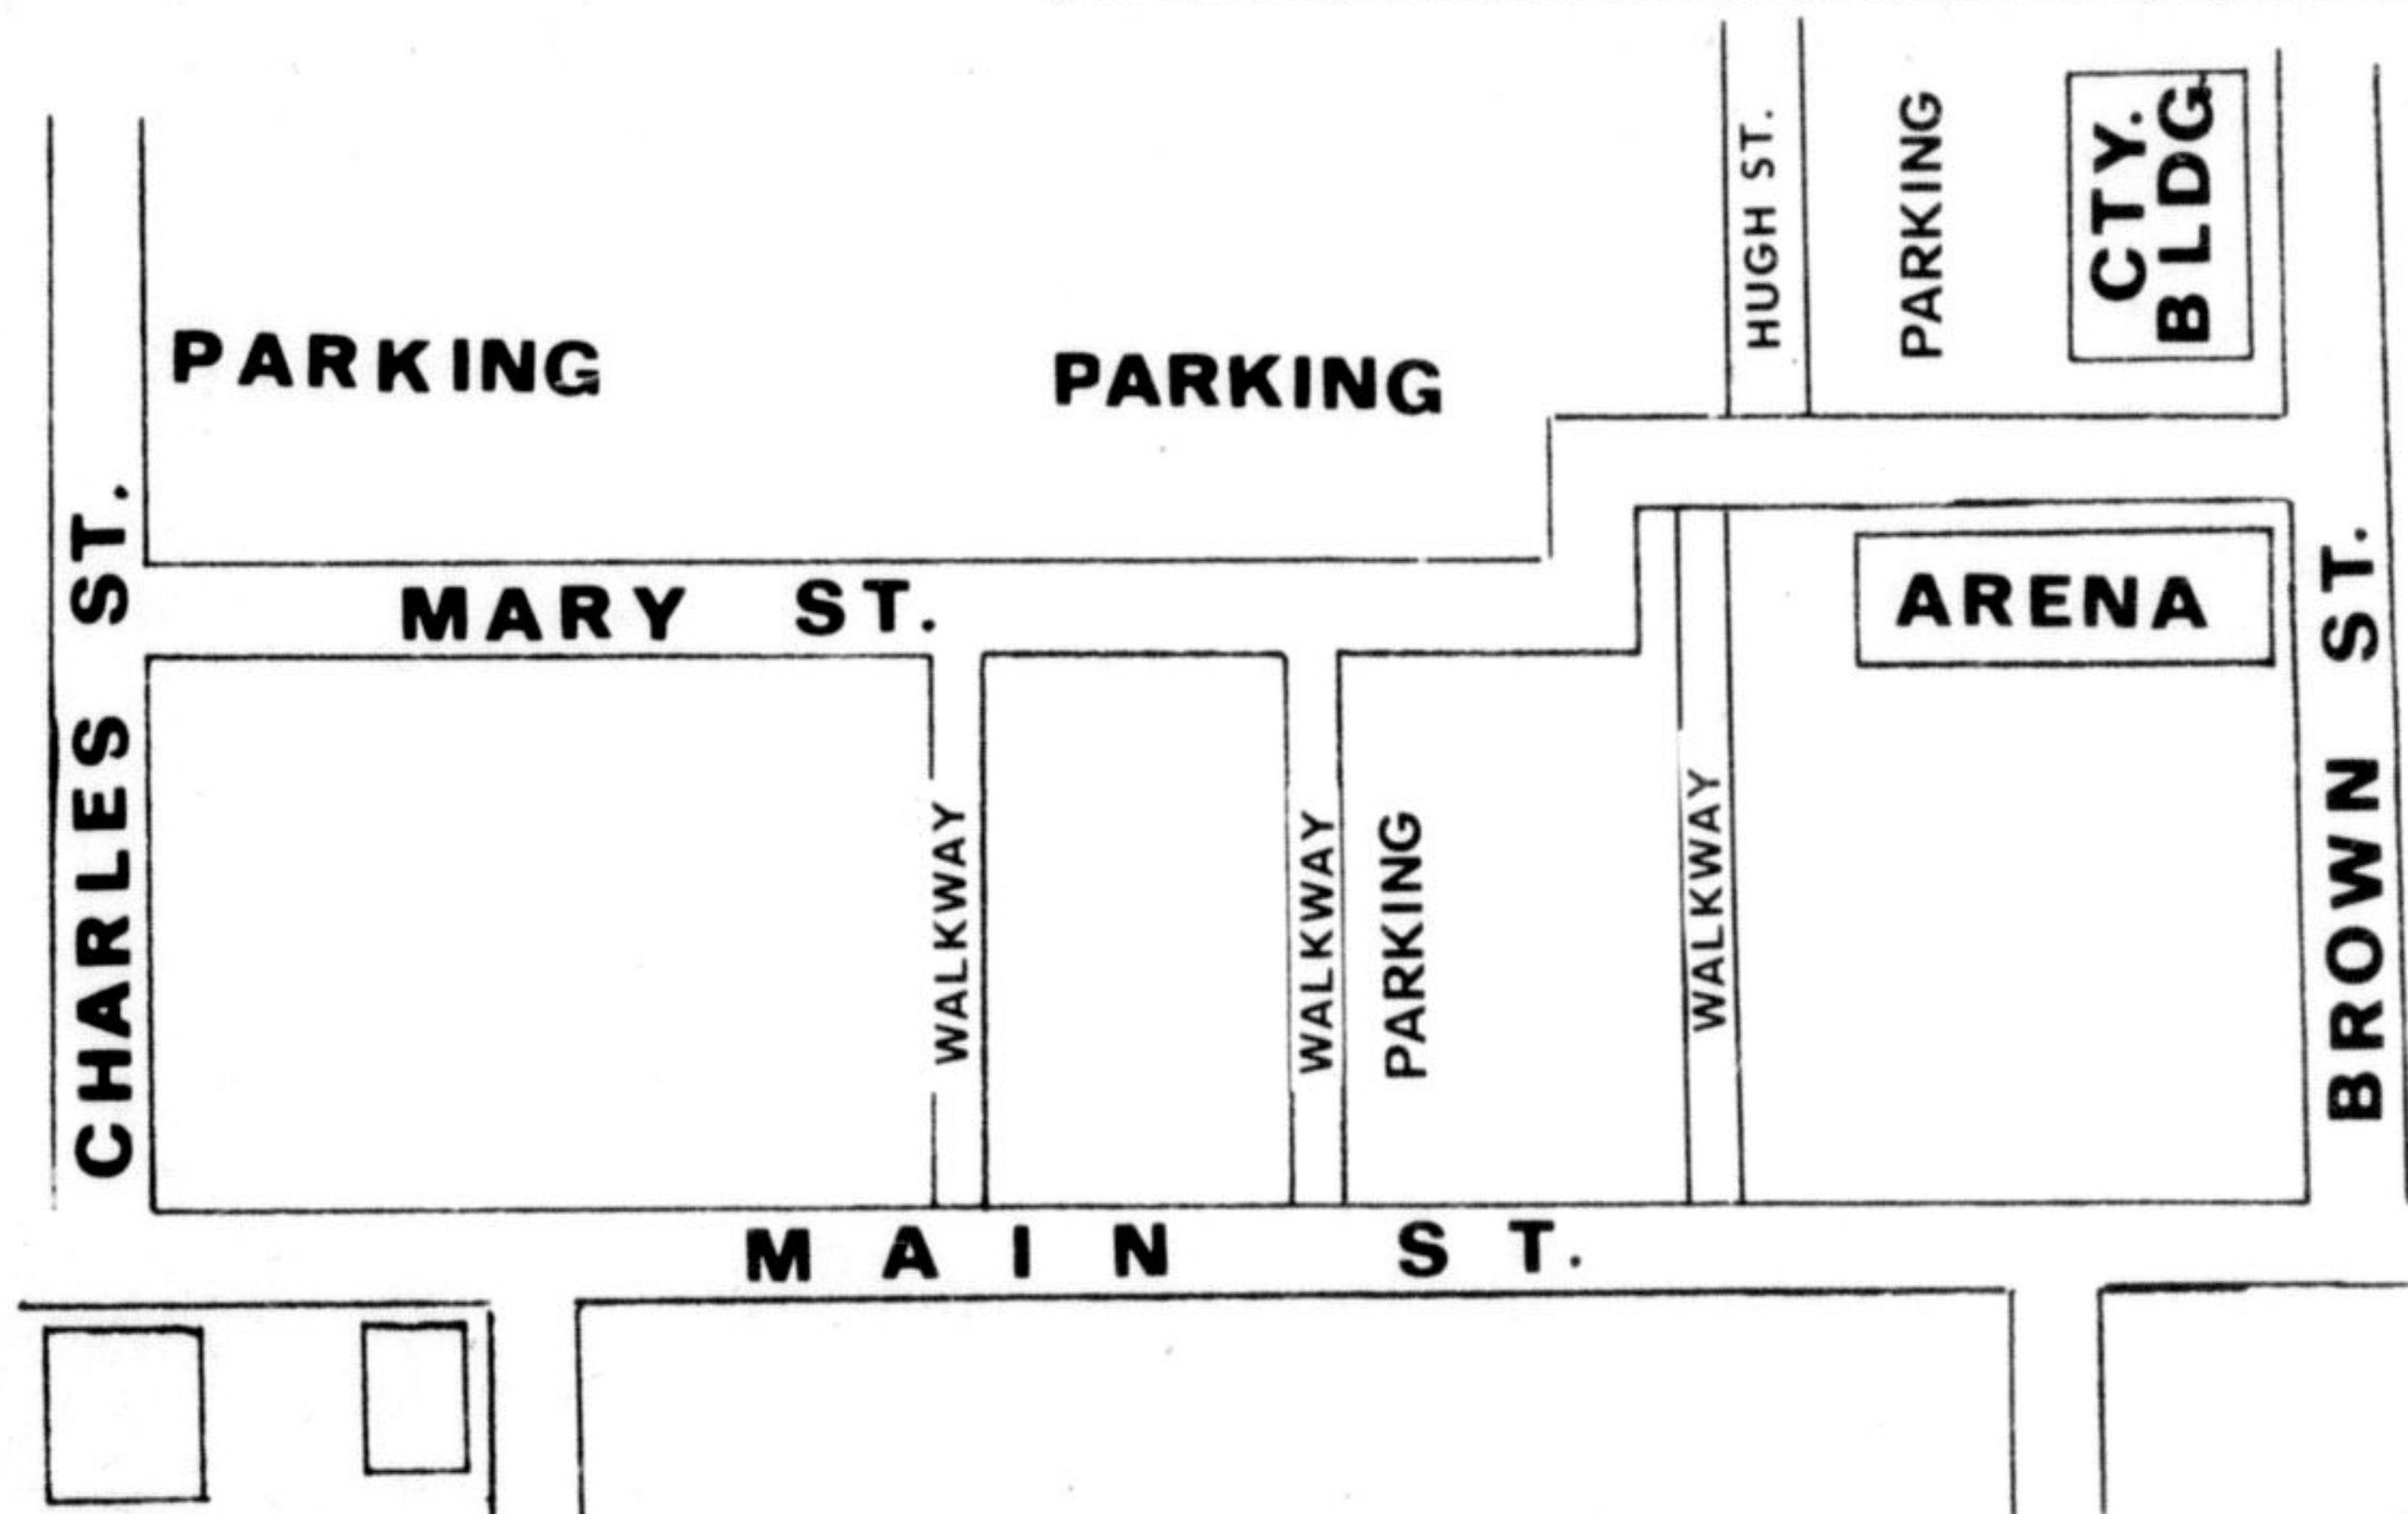 HUGH ST.
PARKING
CTY.
BLDG
PARKING
PARKING
CHARLES ST.
MARY ST.
ARENA
BROWN ST.
WALKWAY
WALKWAY
PARKING
WALKWAY
MAIN ST.